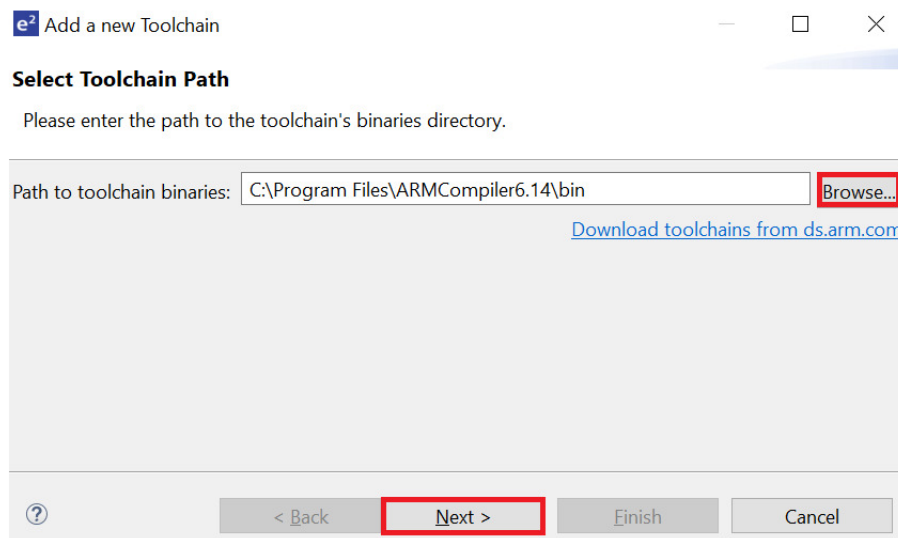 e² Add a new Toolchain
Select Toolchain Path
Please enter the path to the toolchain's binaries directory.
Path to toolchain binaries: C:\Program Files\ARMCompiler6.14\bin Browse...
Download toolchains from ds.arm.com
? < Back Next > Finish Cancel